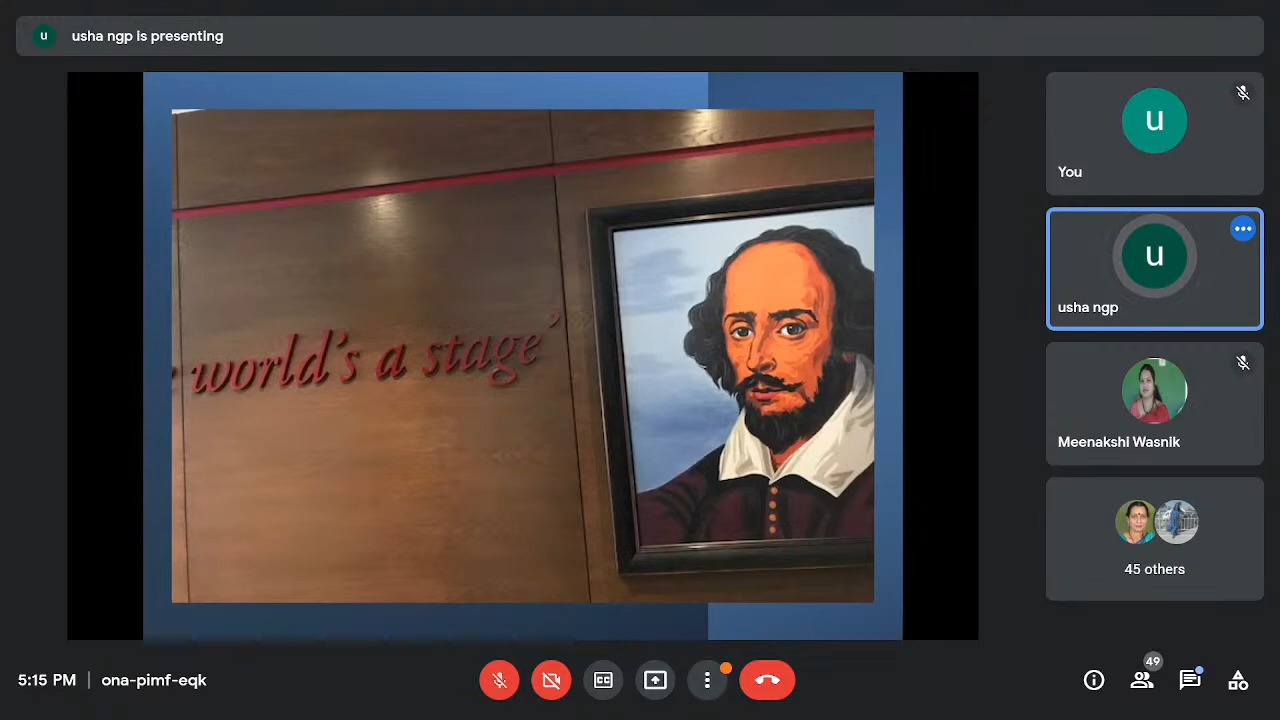 u
usha ngp is presenting
world's a stage'
u
You
u
usha ngp
Meenakshi Wasnik
45 others
5:15 PM | ona-pimf-eqk
49